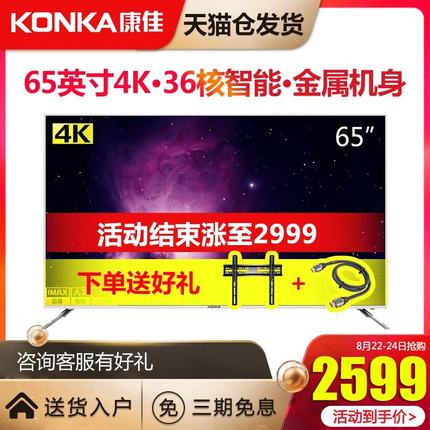 KONKA康佳
天猫仓发货
65英寸4K·36核智能·金属机身
4K
65”
活动结束涨至2999
下单送好礼
+
IMAX
KONKA
咨询客服有好礼
8月22-24日抢购
2599
送货入户
免
三期免息
活动到手价